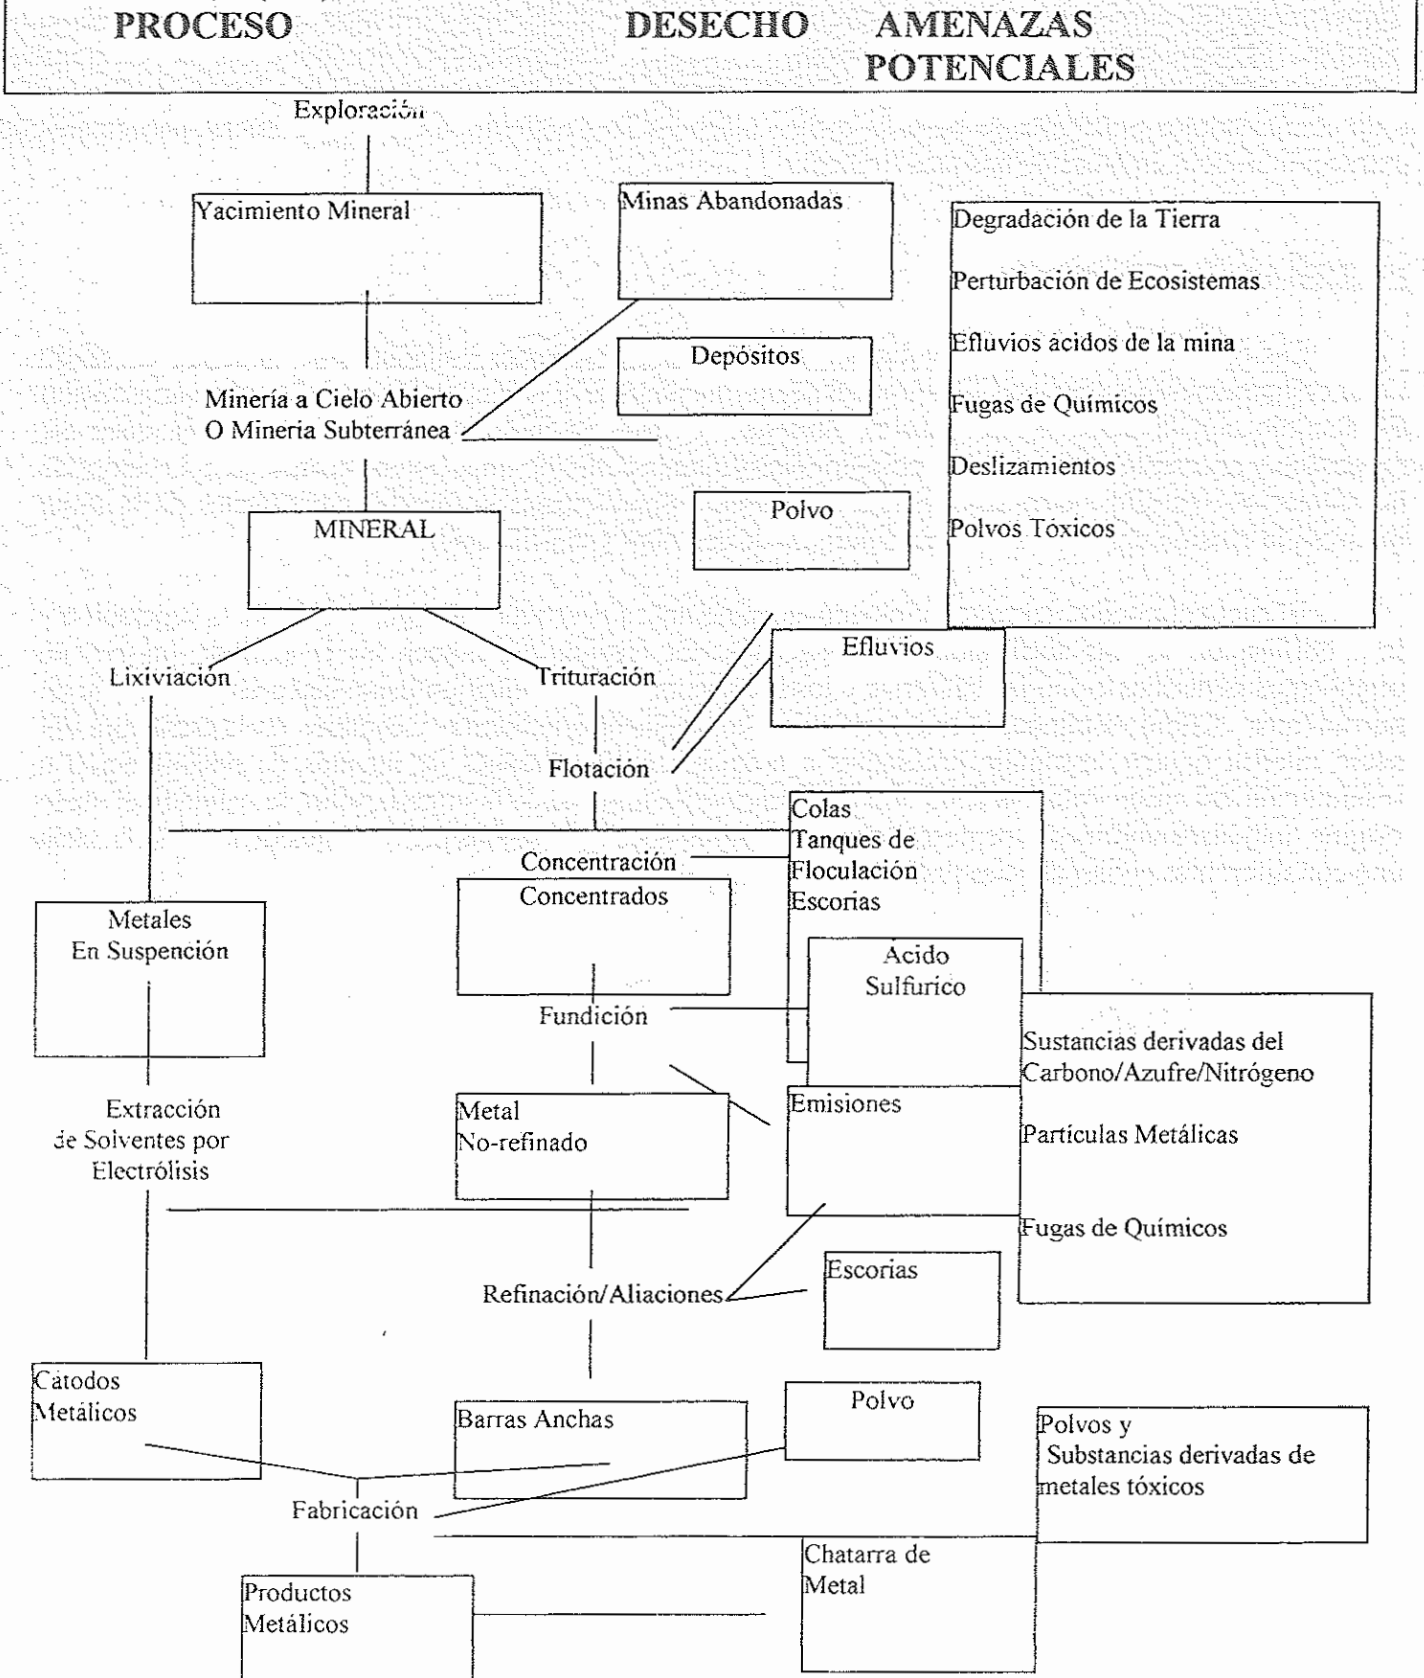 PROCESO DESECHO AMENAZAS
POTENCIALES
Exploración
Yacimiento Mineral
Minas Abandonadas
Degradación de la Tierra
Perturbación de Ecosistemas
Depósitos
Efluvios ácidos de la mina
Minería a Cielo Abierto
O Minería Subterránea
Fugas de Químicos
Deslizamientos
Polvo
Polvos Tóxicos
MINERAL
Efluvios
Lixiviación
Trituración
Flotación
Colas
Tanques de
Floculación
Escorias
Concentración
Concentrados
Metales
En Suspención
Acido
Sulfurico
Fundición
Sustancias derivadas del
Carbono/Azufre/Nitrógeno
Partículas Metálicas
Fugas de Químicos
Extracción
de Solventes por
Electrólisis
Metal
No-refinado
Emisiones
Refinación/Aliaciones
Escorias
Cátodos
Metálicos
Barras Anchas
Polvo
Polvos y
Substancias derivadas de
metales tóxicos
Fabricación
Chatarra de
Metal
Productos
Metálicos